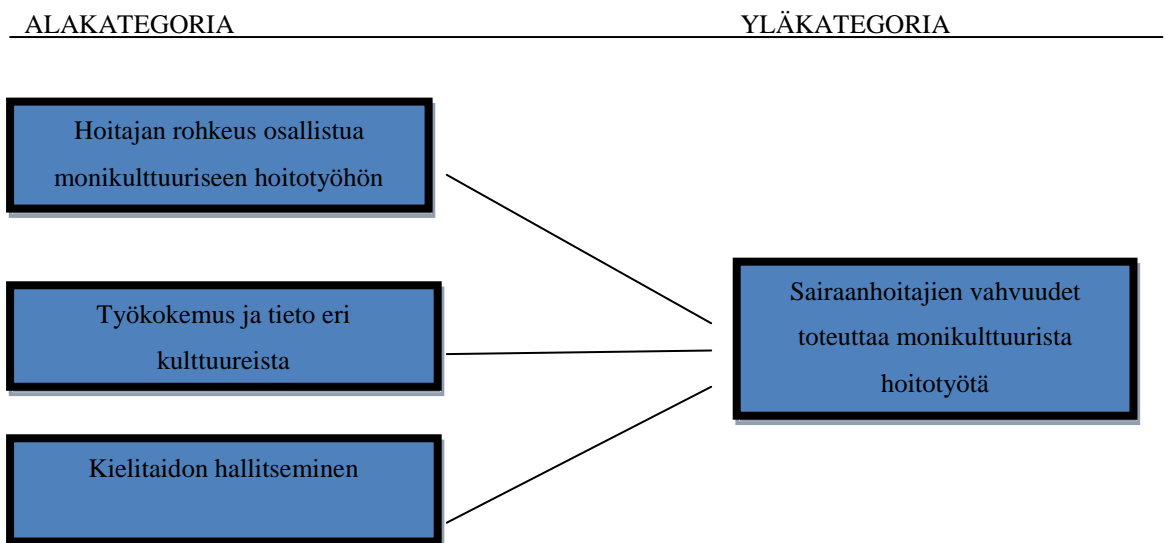 ALAKATEGORIA YLÄKATEGORIA
Hoitajan rohkeus osallistua
monikulttuuriseen hoitotyöhön
Työkokemus ja tieto eri
kulttuureista
Kielitaidon hallitseminen
Sairaanhoitajien vahvuudet
toteuttaa monikulttuurista
hoitotyötä